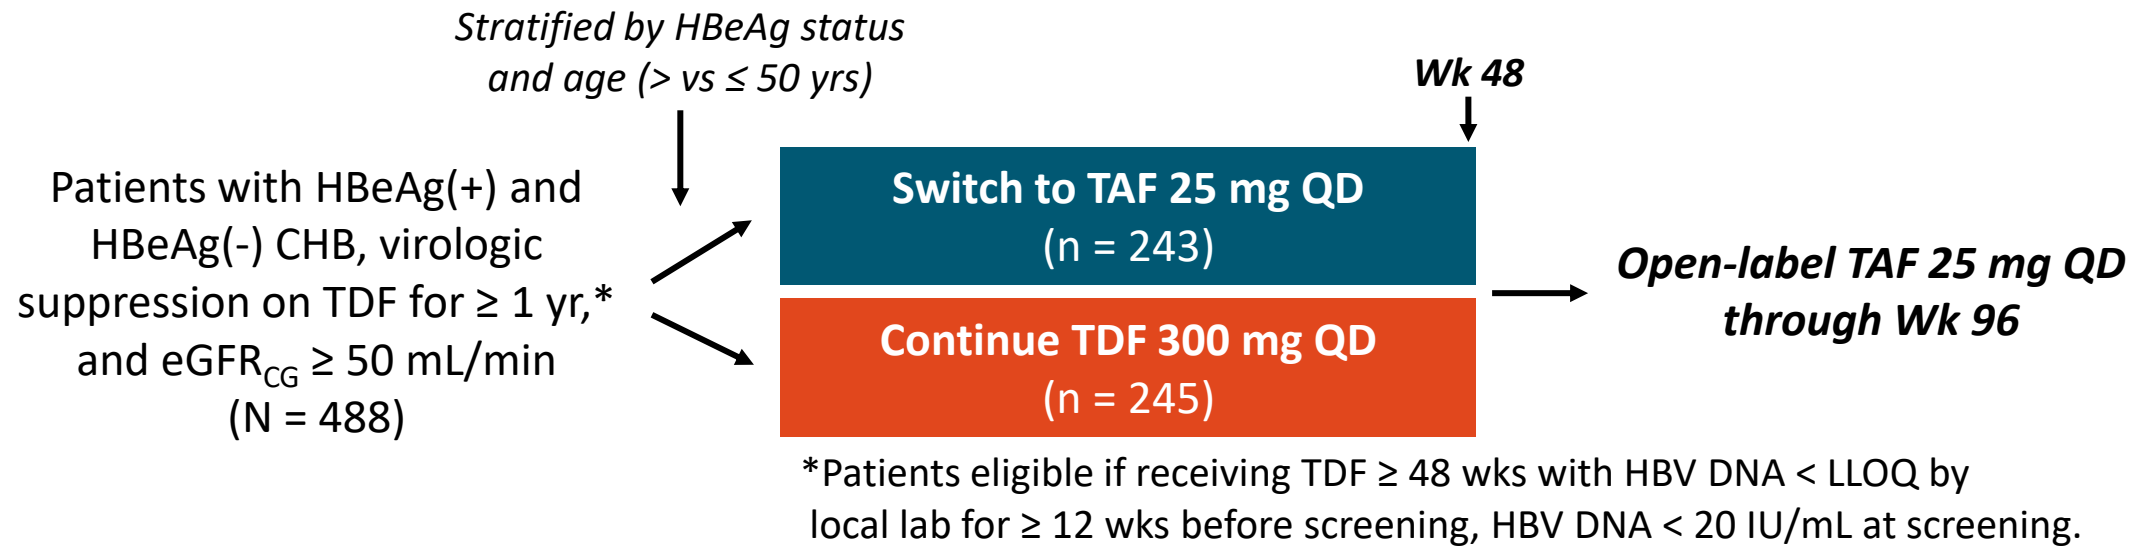 Stratified by HBeAg status
and age (> vs ≤ 50 yrs)
Wk 48
Patients with HBeAg(+) and
HBeAg(-) CHB, virologic
suppression on TDF for ≥ 1 yr,*
and eGFRCG ≥ 50 mL/min
(N = 488)
Switch to TAF 25 mg QD
(n = 243)
Continue TDF 300 mg QD
(n = 245)
Open-label TAF 25 mg QD
through Wk 96
*Patients eligible if receiving TDF ≥ 48 wks with HBV DNA < LLOQ by
local lab for ≥ 12 wks before screening, HBV DNA < 20 IU/mL at screening.